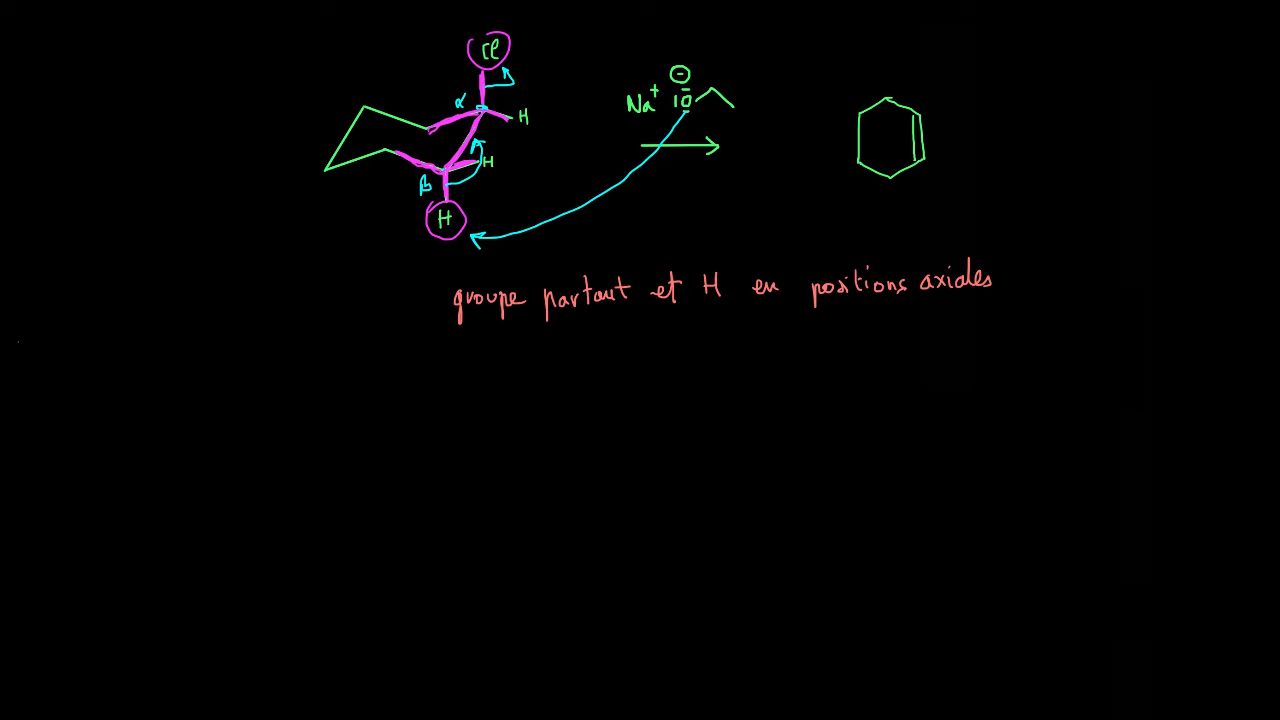 Cl
α
H
Na+ |O ⊖
H
β
H
groupe partant et H en positions axiales